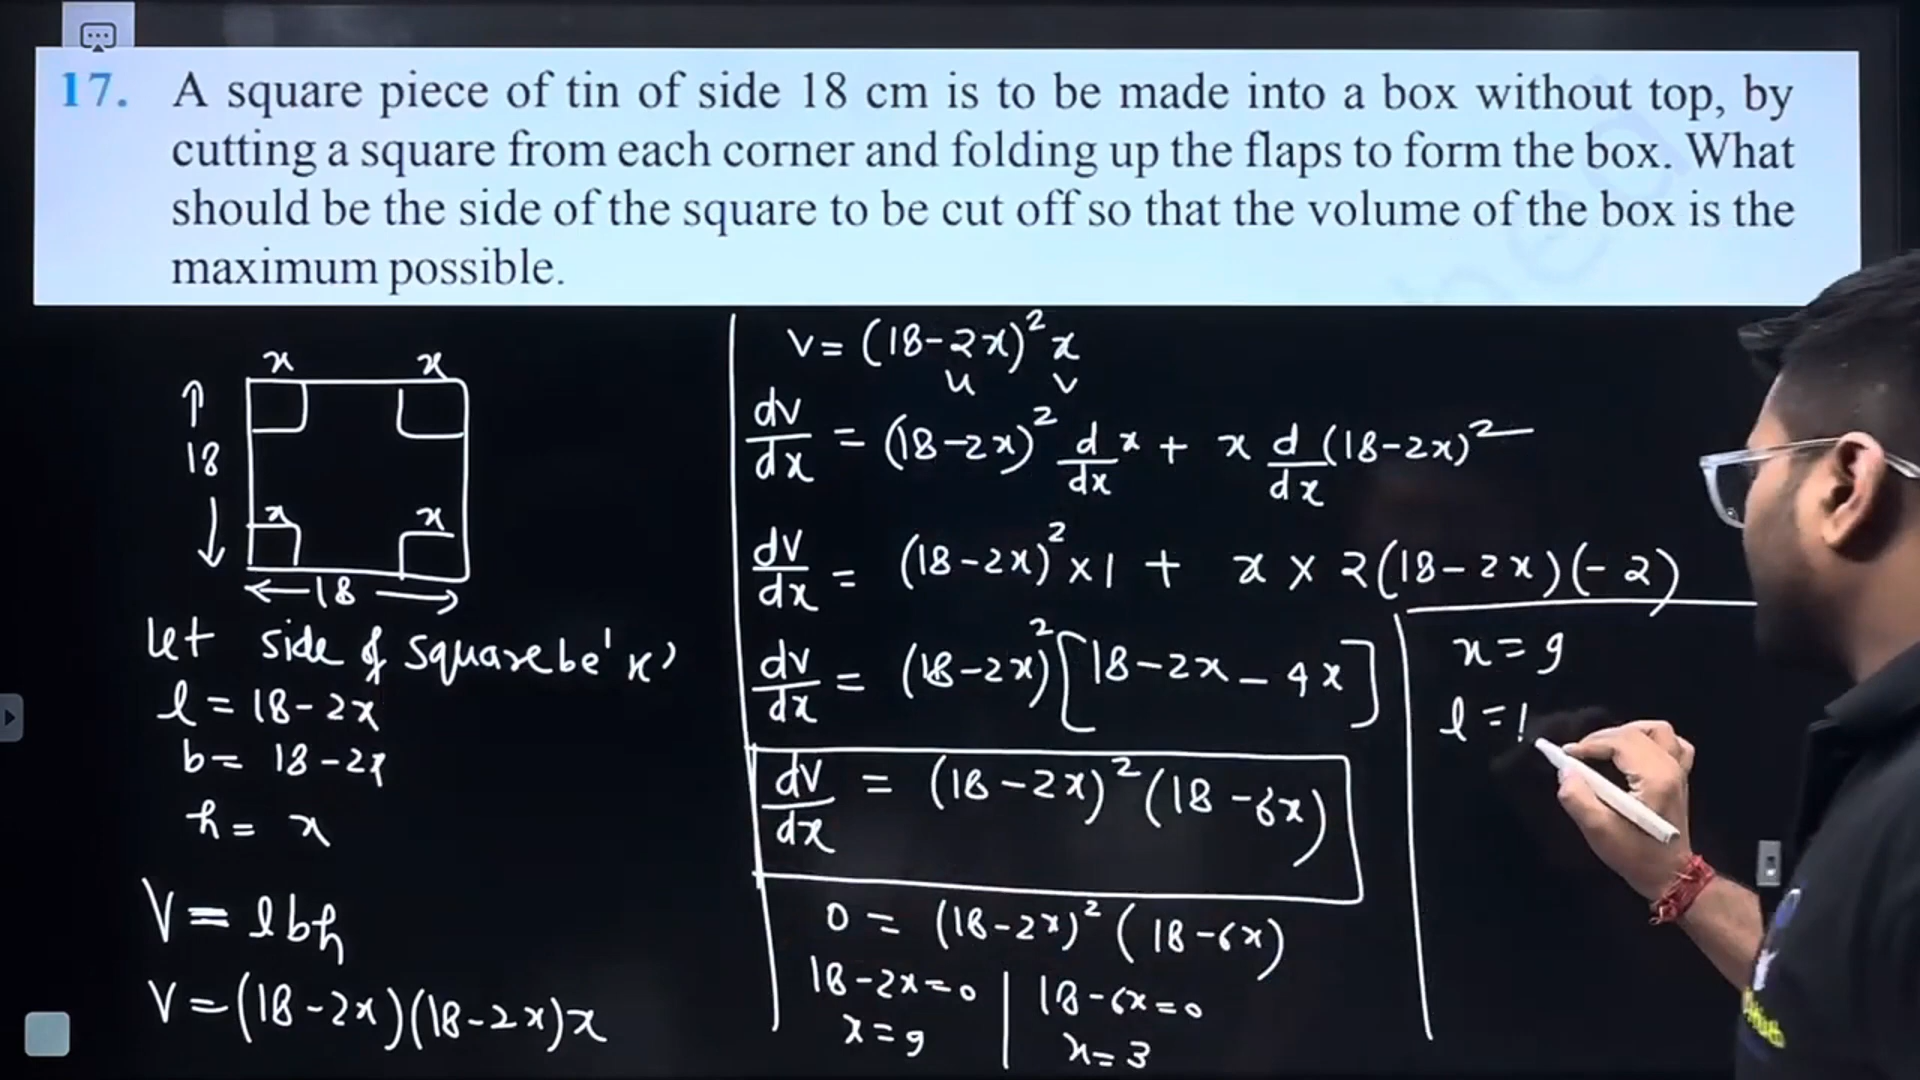 17. A square piece of tin of side 18 cm is to be made into a box without top, by
cutting a square from each corner and folding up the flaps to form the box. What
should be the side of the square to be cut off so that the volume of the box is the
maximum possible.
x x
18
x x
18
Let side of square be 'x'
l = 18-2x
b = 18-2x
h = x
V = lbh
V = (18-2x)(18-2x)x
V = (18-2x)² x
u v
dv/dx = (18-2x)² d/dx x + x d/dx (18-2x)²
dv/dx = (18-2x)² × 1 + x × 2(18-2x)(-2)
dv/dx = (18-2x)² [18-2x-4x]
dv/dx = (18-2x)² (18-6x)
0 = (18-2x)² (18-6x)
18-2x=0 | 18-6x=0
x=9 | x=3
x = 9
l = 1